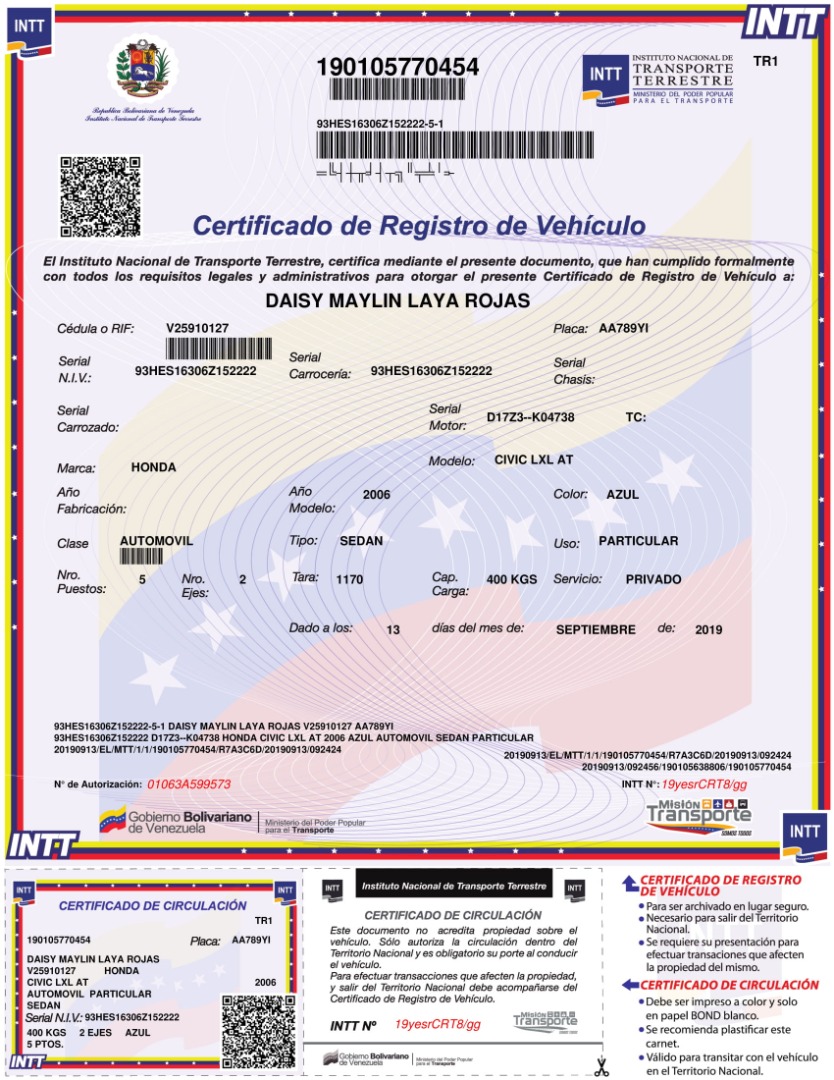 INTT
INTT
Republica Bolivariana de Venezuela
Instituto Nacional de Transporte Terrestre
190105770454
INTT
INSTITUTO NACIONAL DE
TRANSPORTE
TERRESTRE
MINISTERIO DEL PODER POPULAR
PARA EL TRANSPORTE
TR1
93HES16306Z152222-5-1
Certificado de Registro de Vehículo
El Instituto Nacional de Transporte Terrestre, certifica mediante el presente documento, que han cumplido formalmente
con todos los requisitos legales y administrativos para otorgar el presente Certificado de Registro de Vehículo a:
DAISY MAYLIN LAYA ROJAS
Cédula o RIF: V25910127 Placa: AA789YI
Serial N.I.V.: 93HES16306Z152222 Serial Carrocería: 93HES16306Z152222 Serial Chasis:
Serial Carrozado: Serial Motor: D17Z3--K04738 TC:
Marca: HONDA Modelo: CIVIC LXL AT
Año Fabricación: Año Modelo: 2006 Color: AZUL
Clase AUTOMOVIL Tipo: SEDAN Uso: PARTICULAR
Nro. Puestos: 5 Nro. Ejes: 2 Tara: 1170 Cap. Carga: 400 KGS Servicio: PRIVADO
Dado a los: 13 días del mes de: SEPTIEMBRE de: 2019
93HES16306Z152222-5-1 DAISY MAYLIN LAYA ROJAS V25910127 AA789YI
93HES16306Z152222 D17Z3--K04738 HONDA CIVIC LXL AT 2006 AZUL AUTOMOVIL SEDAN PARTICULAR
20190913/EL/MTT/1/1/190105770454/R7A3C6D/20190913/092424
20190913/EL/MTT/1/1/190105770454/R7A3C6D/20190913/092424
20190913/092456/190105638806/190105770454
N° de Autorización: 01063A599573
INTT N°: 19yesrCRT8/gg
Gobierno Bolivariano
de Venezuela
Ministerio del Poder Popular
para el Transporte
Misión
Transporte
SOMOS TODOS
INTT
INTT
INTT
INTT
CERTIFICADO DE CIRCULACIÓN
TR1
190105770454 Placa: AA789YI
DAISY MAYLIN LAYA ROJAS
V25910127 HONDA
CIVIC LXL AT 2006
AUTOMOVIL PARTICULAR
SEDAN
Serial N.I.V.: 93HES16306Z152222
400 KGS 2 EJES AZUL
5 PTOS.
INTT
INTT
Instituto Nacional de Transporte Terrestre
INTT
CERTIFICADO DE CIRCULACIÓN
Este documento no acredita propiedad sobre el
vehículo. Sólo autoriza la circulación dentro del
Territorio Nacional y es obligatorio su porte al conducir
el vehículo.
Para efectuar transacciones que afecten la propiedad,
y salir del Territorio Nacional debe acompañarse del
Certificado de Registro de Vehículo.
INTT Nº 19yesrCRT8/gg
Misión
Transporte
Gobierno Bolivariano
de Venezuela
Ministerio del Poder Popular
para el Transporte
CERTIFICADO DE REGISTRO
DE VEHÍCULO
• Para ser archivado en lugar seguro.
• Necesario para salir del Territorio
Nacional.
• Se requiere su presentación para
efectuar transaciones que afecten
la propiedad del mismo.
CERTIFICADO DE CIRCULACIÓN
• Debe ser impreso a color y solo
en papel BOND blanco.
• Se recomienda plastificar este
carnet.
• Válido para transitar con el vehículo
en el Territorio Nacional.